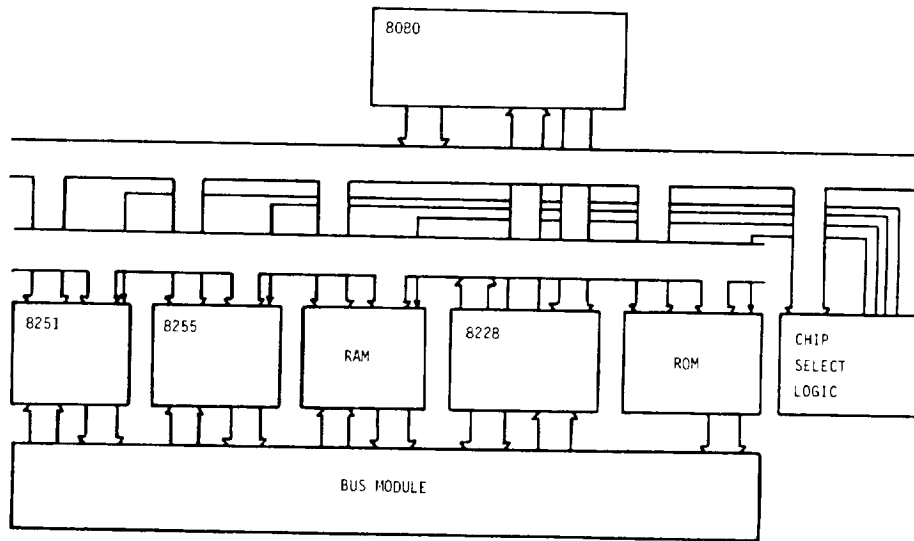 8080
8251
8255
RAM
8228
ROM
CHIP
SELECT
LOGIC
BUS MODULE